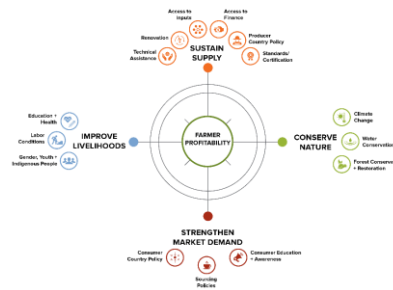 Access to
Inputs
Access to
Finance
Renovation
Producer
Country Policy
SUSTAIN
SUPPLY
Technical
Assistance
Standards/
Certification
Education +
Health
Labor
Conditions
Gender, Youth +
Indigenous People
IMPROVE
LIVELIHOODS
FARMER
PROFITABILITY
CONSERVE
NATURE
Climate
Change
Water
Conservation
Forest Conserv
+ Restoration
STRENGTHEN
MARKET DEMAND
Consumer
Country Policy
Sourcing
Policies
Consumer Education
+ Awareness